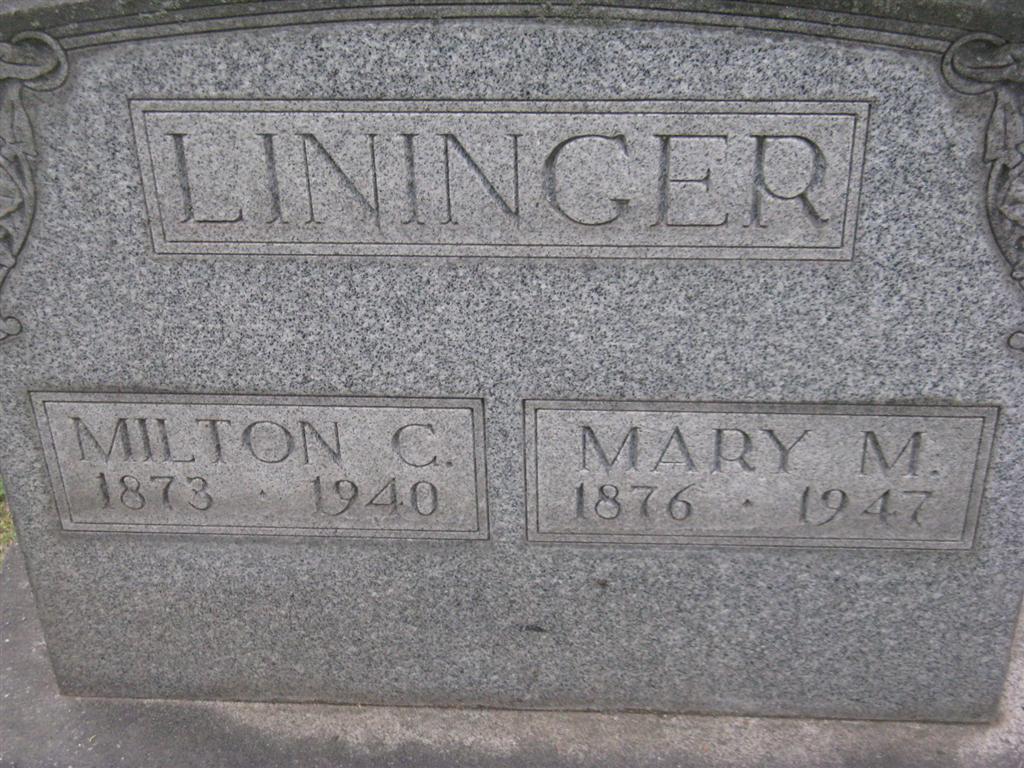 LININGER
MILTON C.
1873 · 1940
MARY M.
1876 · 1947